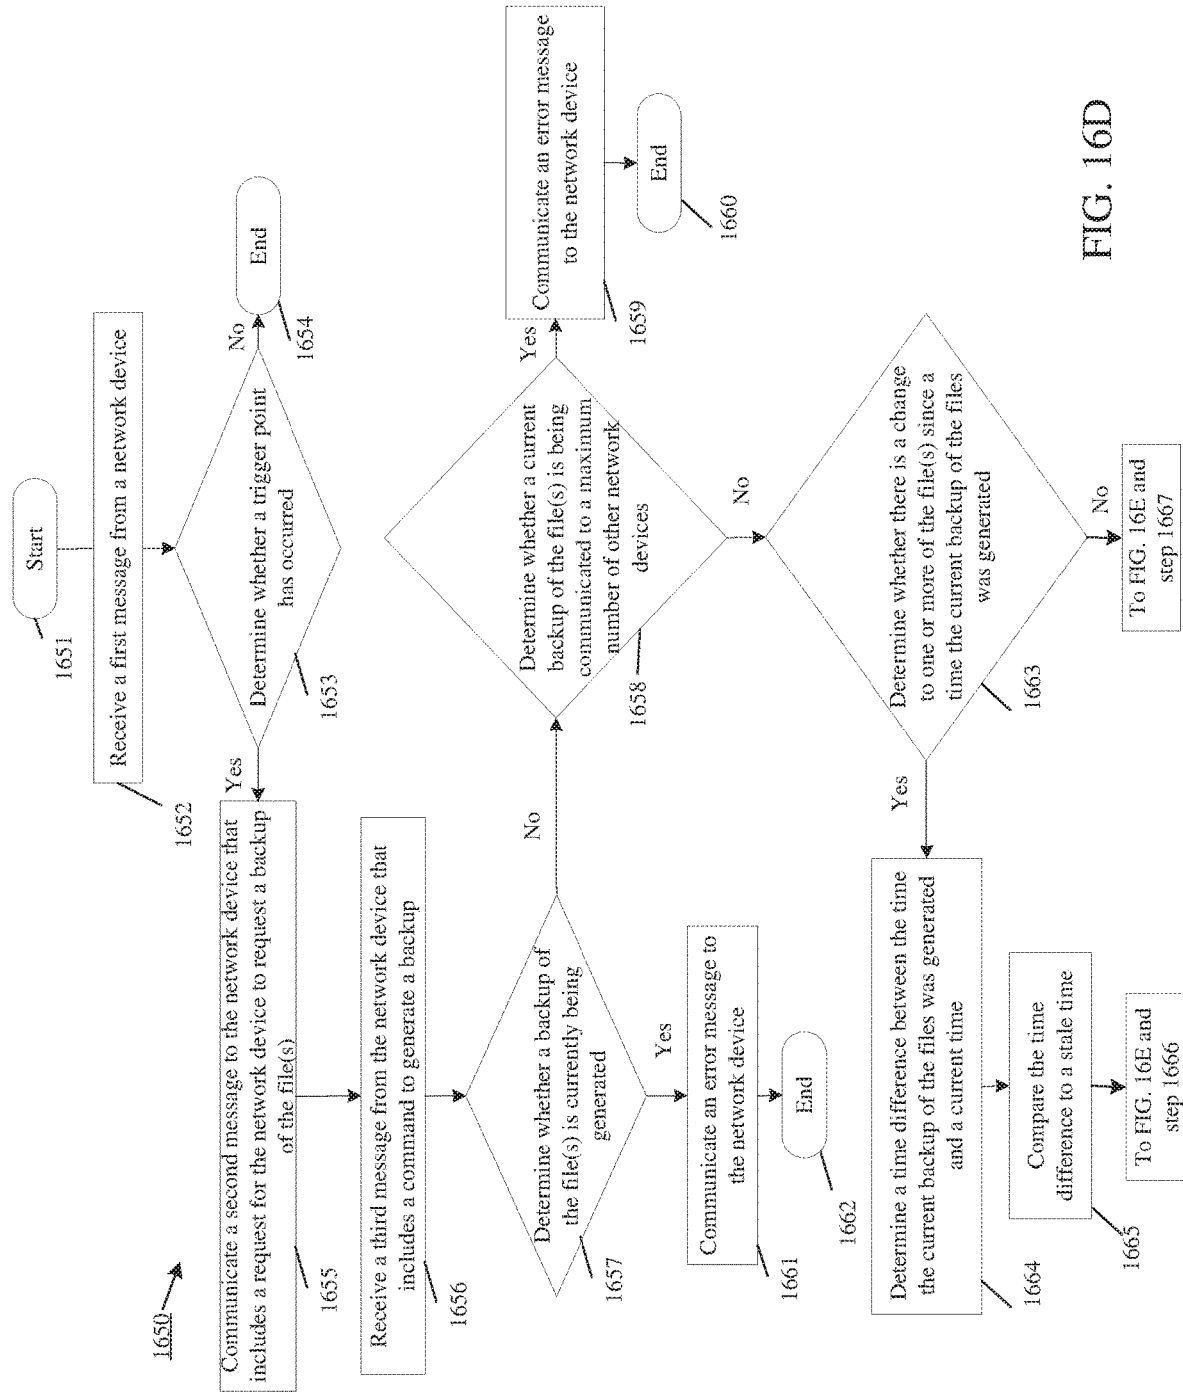 1650
Start
1651
Receive a first message from a network device
1652
Determine whether a trigger point
has occurred
1653
No
End
1654
Yes
Communicate a second message to the network device that
includes a request for the network device to request a backup
of the file(s)
1655
Receive a third message from the network device that
includes a command to generate a backup
1656
Determine whether a backup of
the file(s) is currently being
generated
1657
Yes
Communicate an error message to
the network device
1661
End
1662
No
Determine whether a current
backup of the file(s) is being
communicated to a maximum
number of other network
devices
1658
Yes
Communicate an error message
to the network device
1659
End
1660
No
Determine whether there is a change
to one or more of the file(s) since a
time the current backup of the files
was generated
1663
Yes
Determine a time difference between the time
the current backup of the files was generated
and a current time
1664
Compare the time
difference to a stale time
1665
To FIG. 16E and
step 1666
No
To FIG. 16E and
step 1667
FIG. 16D